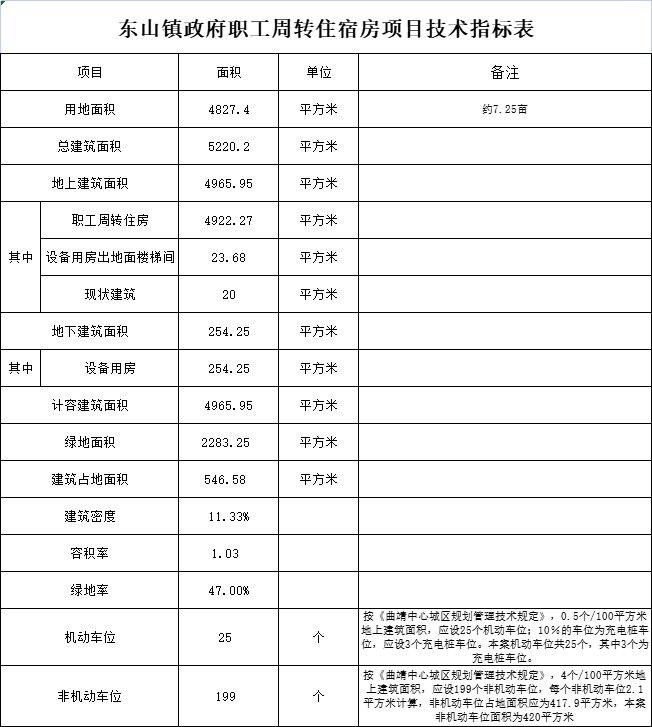 东山镇政府职工周转住宿房项目技术指标表
项目 面积 单位 备注
用地面积 4827.4 平方米 约7.25亩
总建筑面积 5220.2 平方米
地上建筑面积 4965.95 平方米
其中 职工周转住房 4922.27 平方米
设备用房出地面楼梯间 23.68 平方米
现状建筑 20 平方米
地下建筑面积 254.25 平方米
其中 设备用房 254.25 平方米
计容建筑面积 4965.95 平方米
绿地面积 2283.25 平方米
建筑占地面积 546.58 平方米
建筑密度 11.33%
容积率 1.03
绿地率 47.00%
机动车位 25 个
按《曲靖中心城区规划管理技术规定》，0.5个/100平方米
地上建筑面积，应设25个机动车位；10%的车位为充电桩车
位，应设3个充电桩车位。本案机动车位共25个，其中3个为
充电桩车位。
非机动车位 199 个
按《曲靖中心城区规划管理技术规定》，4个/100平方米地
上建筑面积，应设199个非机动车位，每个非机动车位2.1
平方米计算，非机动车位占地面积应为417.9平方米，本案
非机动车位面积为420平方米